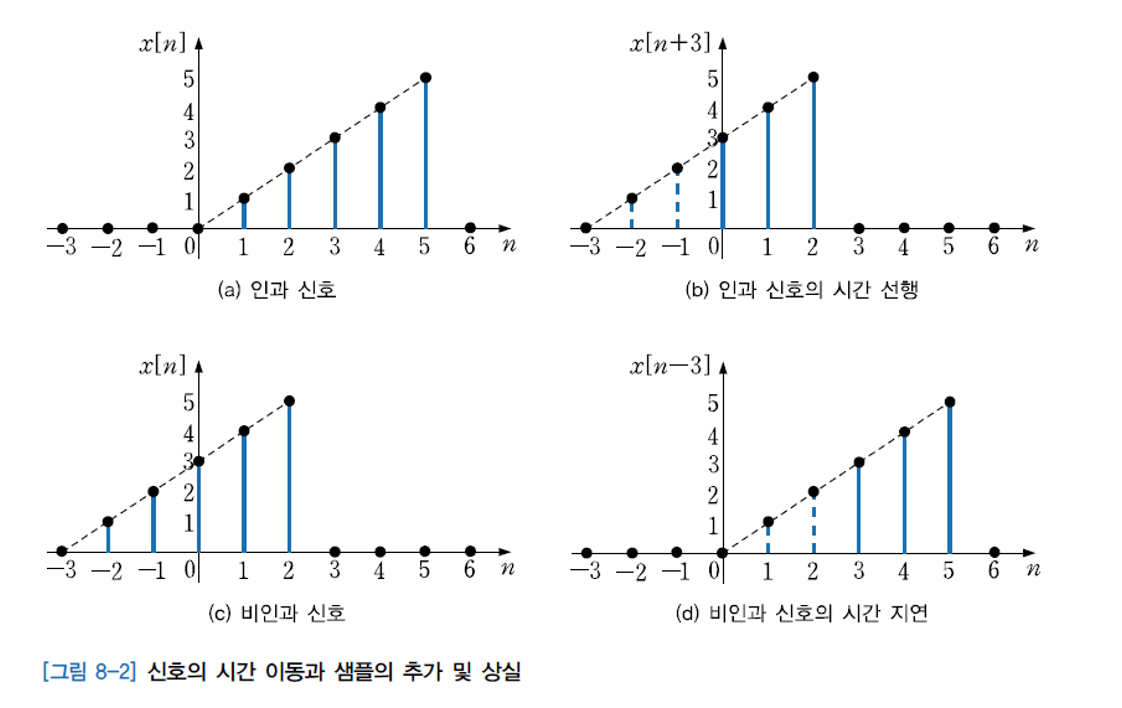 x[n]
5
4
3
2
1
−3 −2 −1 0 1 2 3 4 5 6 n
(a) 인과 신호
x[n+3]
5
4
3
2
1
−3 −2 −1 0 1 2 3 4 5 6 n
(b) 인과 신호의 시간 선행
x[n]
5
4
3
2
1
−3 −2 −1 0 1 2 3 4 5 6 n
(c) 비인과 신호
x[n−3]
5
4
3
2
1
−3 −2 −1 0 1 2 3 4 5 6 n
(d) 비인과 신호의 시간 지연
[그림 8-2] 신호의 시간 이동과 샘플의 추가 및 상실